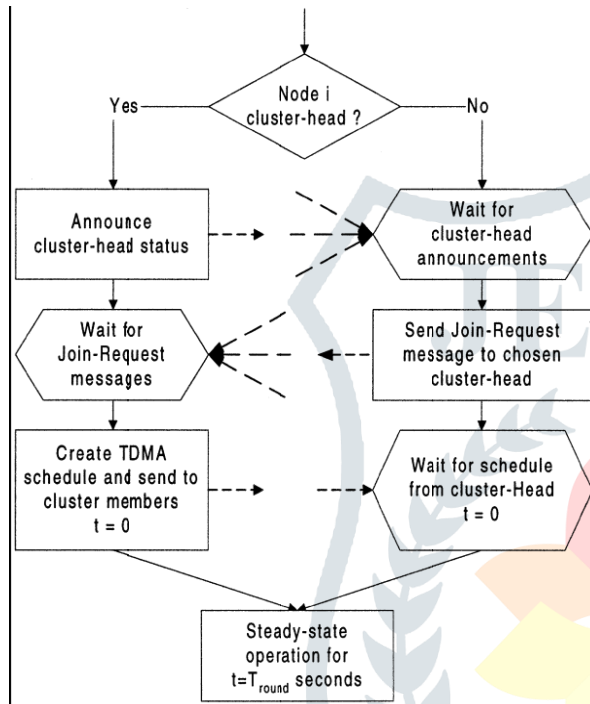 Node i
cluster-head ?
Yes
No
Announce
cluster-head status
Wait for
cluster-head
announcements
Wait for
Join-Request
messages
Send Join-Request
message to chosen
cluster-head
Create TDMA
schedule and send to
cluster members
t = 0
Wait for schedule
from cluster-Head
t = 0
Steady-state
operation for
t=Tround seconds
JE